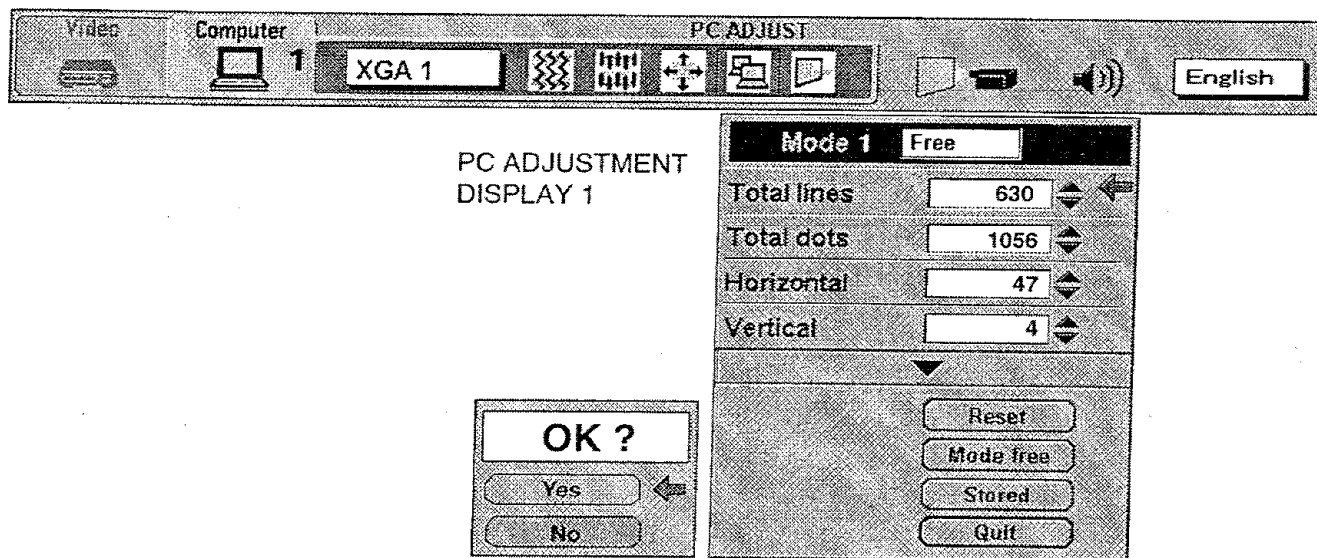 Video
Computer
1
PC ADJUST
XGA 1
English
PC ADJUSTMENT
DISPLAY 1
Mode 1 Free
Total lines 630
Total dots 1056
Horizontal 47
Vertical 4
Reset
Mode free
Stored
Quit
OK ?
Yes
No